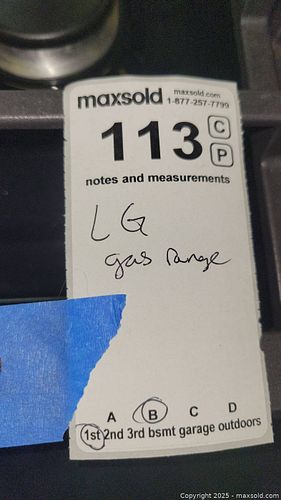 maxsold maxsold.com
1-877-257-7799
113 C
P
notes and measurements
LG
gas range
A B C D
1st 2nd 3rd bsmt garage outdoors
Copyright 2025 - maxsold.com